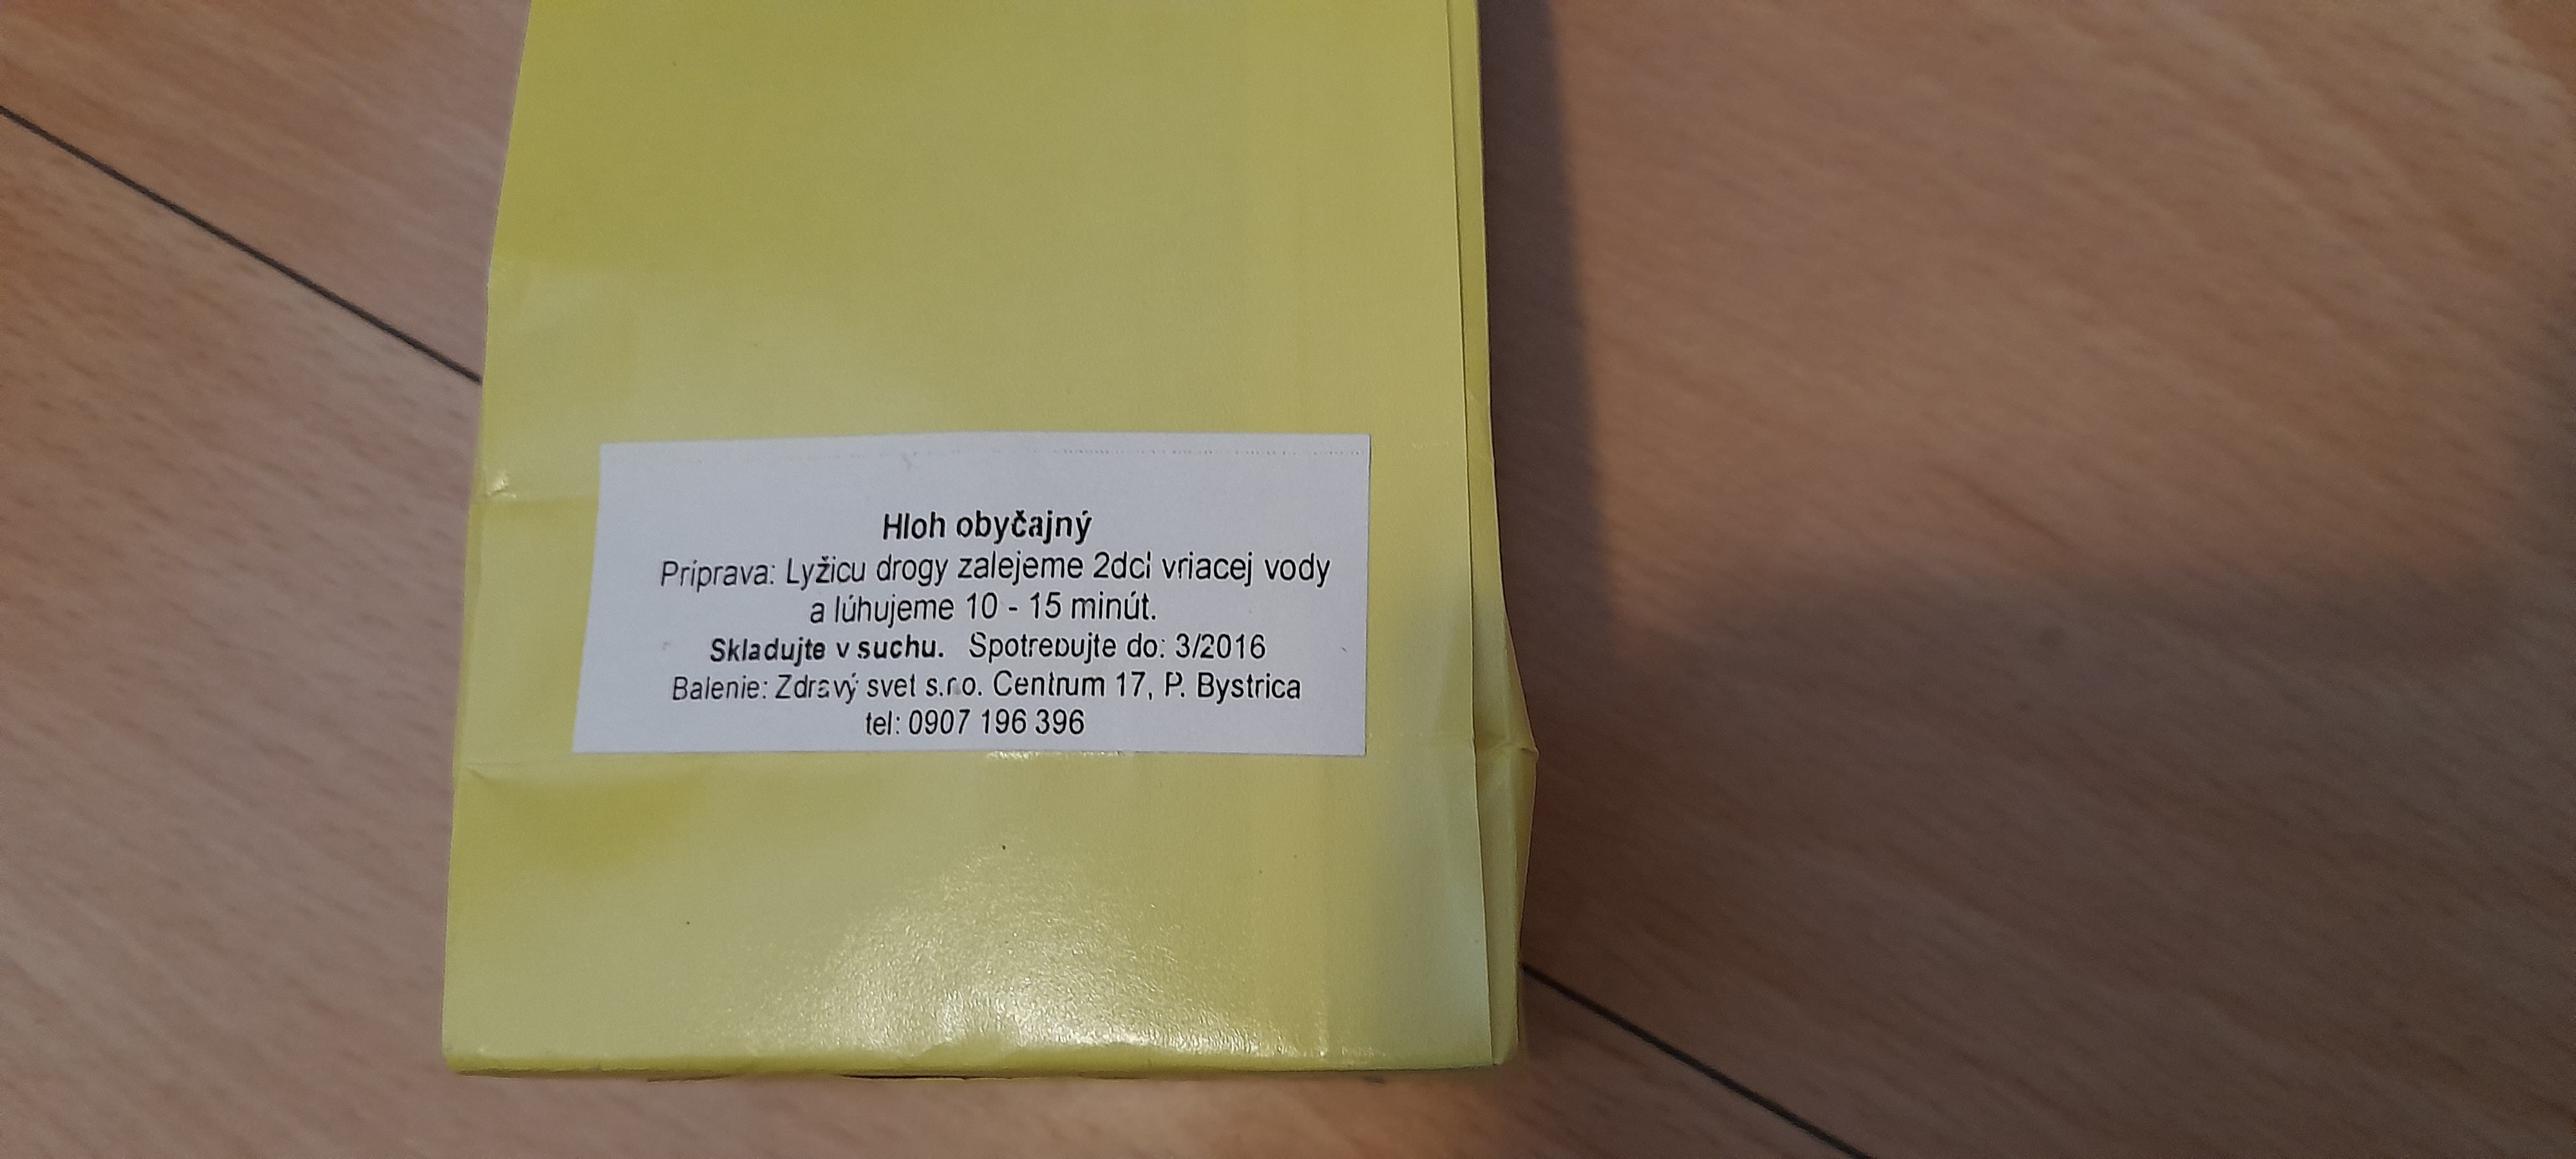 Hloh obyčajný
Príprava: Lyžicu drogy zalejeme 2dcl vriacej vody
a lúhujeme 10 - 15 minút.
Skladujte v suchu. Spotrebujte do: 3/2016
Balenie: Zdravý svet s.r.o. Centrum 17, P. Bystrica
tel: 0907 196 396